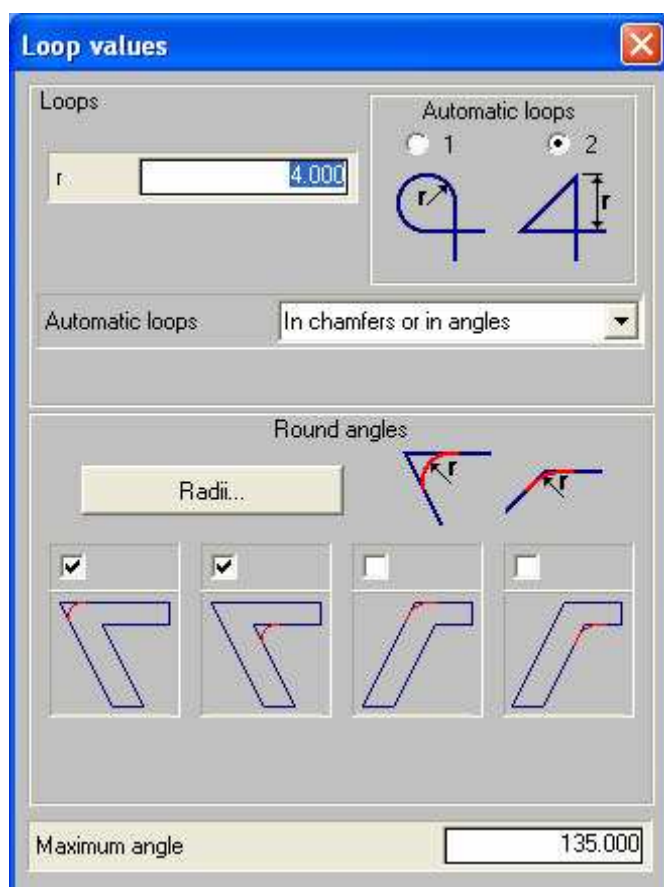 Loop values
Loops
Automatic loops
1 2
r 4.000
r r
Automatic loops In chamfers or in angles
Round angles
Radii...
r r
Maximum angle 135.000